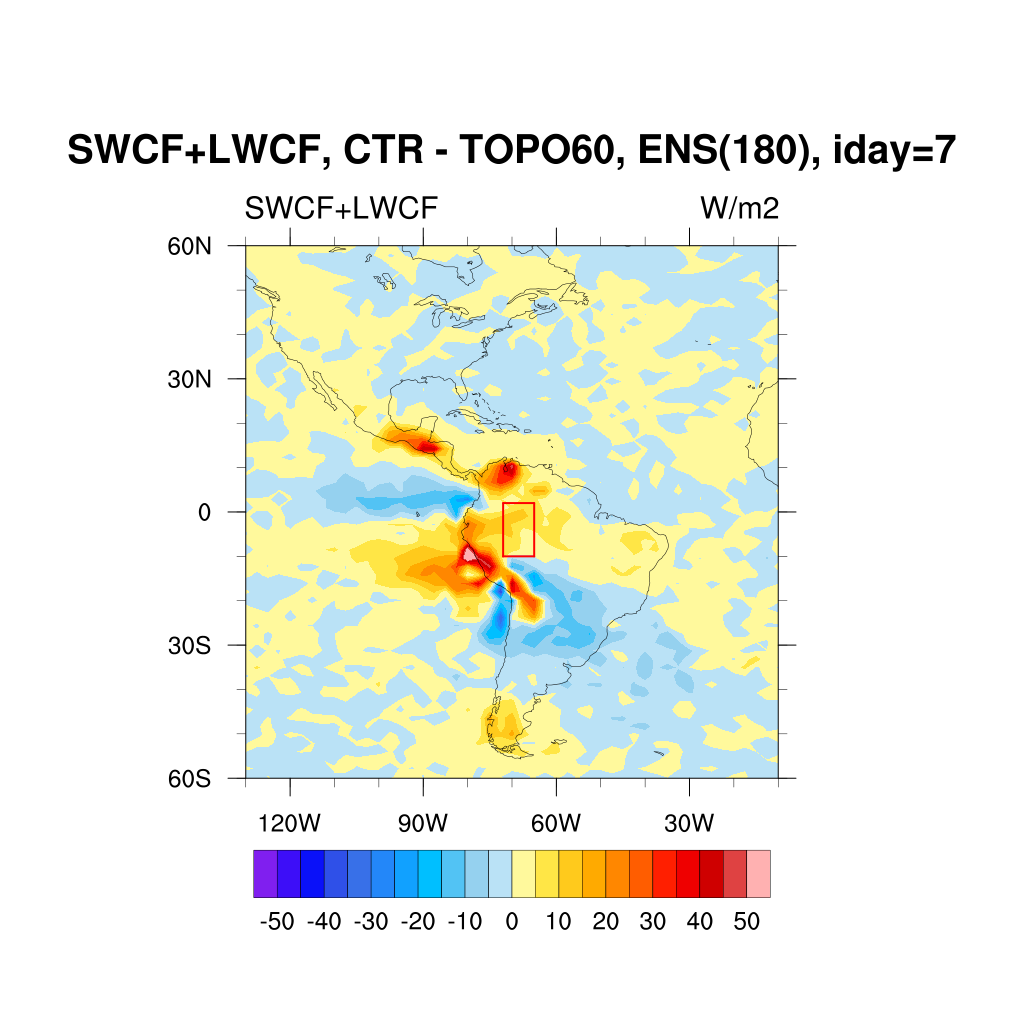 SWCF+LWCF, CTR - TOPO60, ENS(180), iday=7
SWCF+LWCF W/m2
60N
30N
0
30S
60S
120W 90W 60W 30W
-50 -40 -30 -20 -10 0 10 20 30 40 50